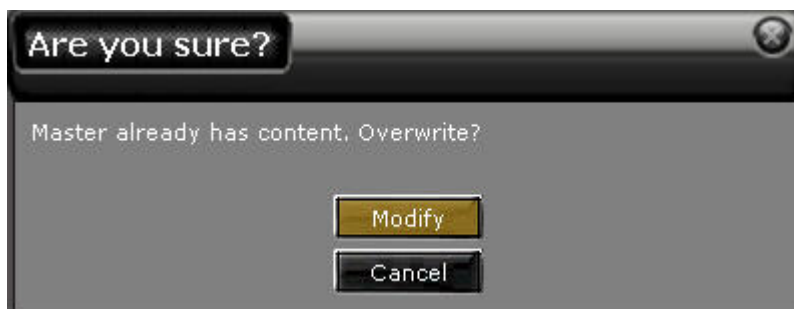 Are you sure?
Master already has content. Overwrite?
Modify
Cancel